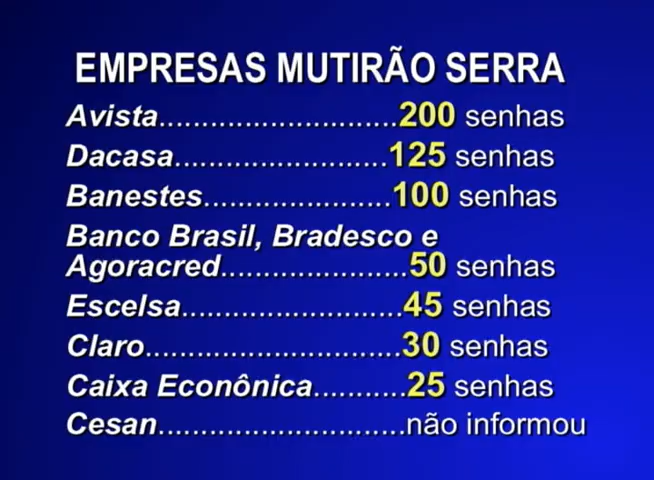 EMPRESAS MUTIRÃO SERRA
Avista............................200 senhas
Dacasa.........................125 senhas
Banestes......................100 senhas
Banco Brasil, Bradesco e
Agoracred......................50 senhas
Escelsa..........................45 senhas
Claro..............................30 senhas
Caixa Econônica...........25 senhas
Cesan.............................não informou